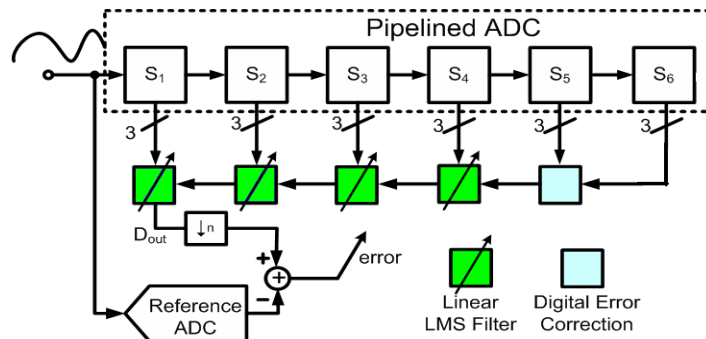 Pipelined ADC
S1 S2 S3 S4 S5 S6
3 3 3 3 3 3
Dout ↓n
+ error
+
−
Reference
ADC
Linear
LMS Filter
Digital Error
Correction